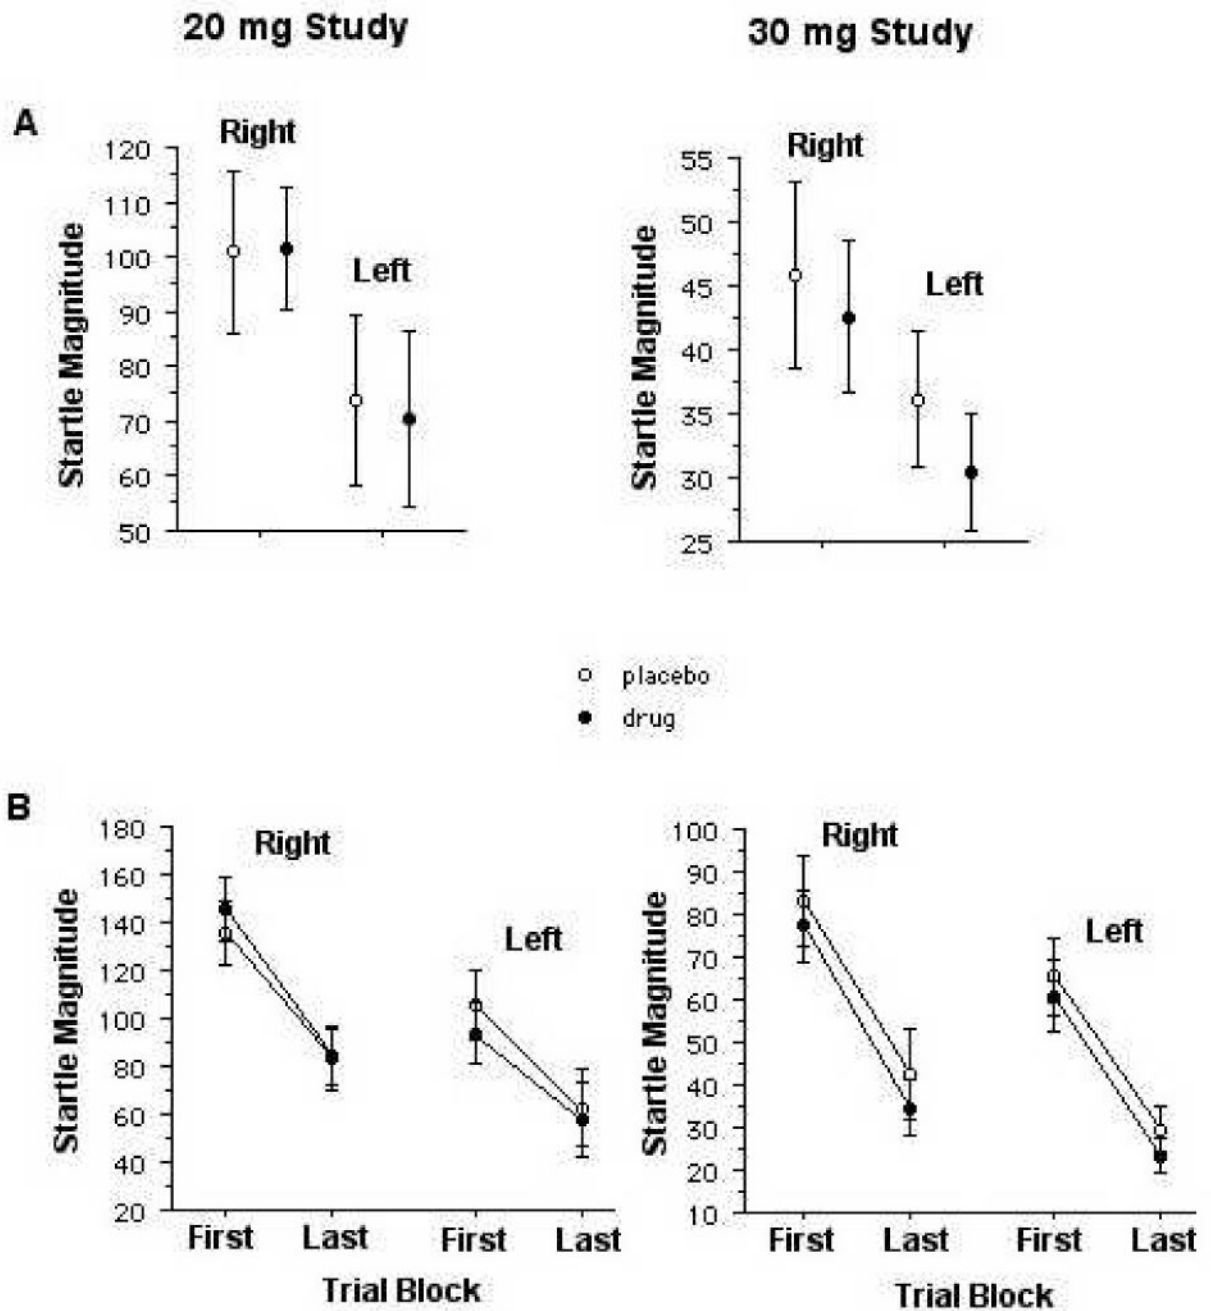 20 mg Study
30 mg Study
A
Right
120
110
100
90
80
70
60
50
Startle Magnitude
Left
Right
55
50
45
40
35
30
25
Startle Magnitude
Left
placebo
drug
B
180
160
140
120
100
80
60
40
20
Startle Magnitude
Right
Left
First Last First Last
Trial Block
100
90
80
70
60
50
40
30
20
10
Startle Magnitude
Right
Left
First Last First Last
Trial Block